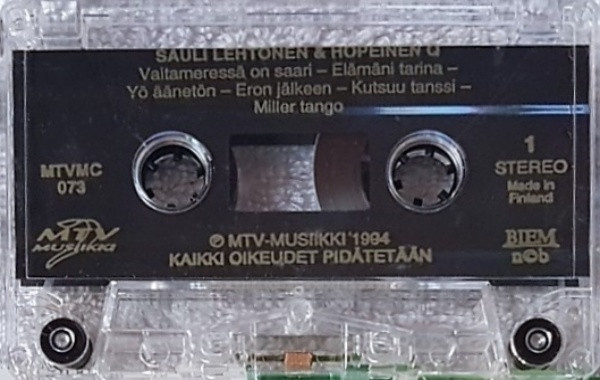 SAULI LEHTONEN & HOPEINEN Q
Valtameressä on saari – Elämäni tarina –
Yö äänetön – Eron jälkeen – Kutsuu tanssi –
Miller tango
MTVMC
073
1
STEREO
Made in
Finland
MTV
MUSIIKKI
BIEM
n©b
℗ MTV-MUSIIKKI 1994
KAIKKI OIKEUDET PIDÄTETÄÄN